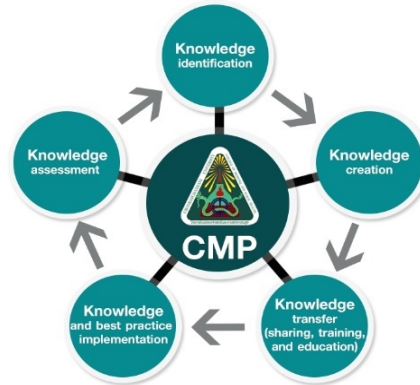 Knowledge
identification
Knowledge
creation
Knowledge
transfer
(sharing, training,
and education)
Knowledge
and best practice
implementation
Knowledge
assessment
CMP